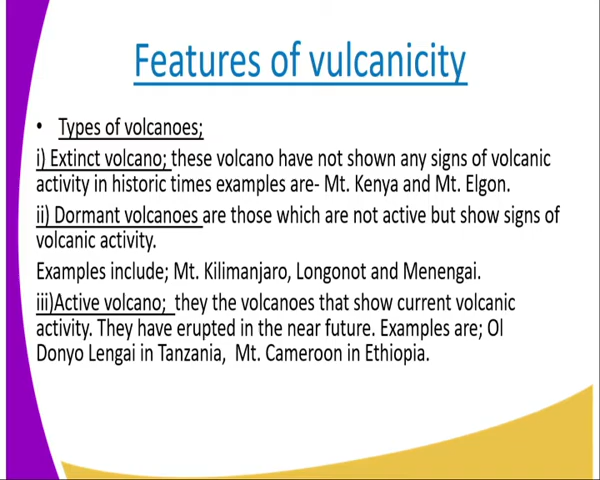 Features of vulcanicity
• Types of volcanoes;
i) Extinct volcano; these volcano have not shown any signs of volcanic
activity in historic times examples are- Mt. Kenya and Mt. Elgon.
ii) Dormant volcanoes are those which are not active but show signs of
volcanic activity.
Examples include; Mt. Kilimanjaro, Longonot and Menengai.
iii)Active volcano; they the volcanoes that show current volcanic
activity. They have erupted in the near future. Examples are; Ol
Donyo Lengai in Tanzania, Mt. Cameroon in Ethiopia.